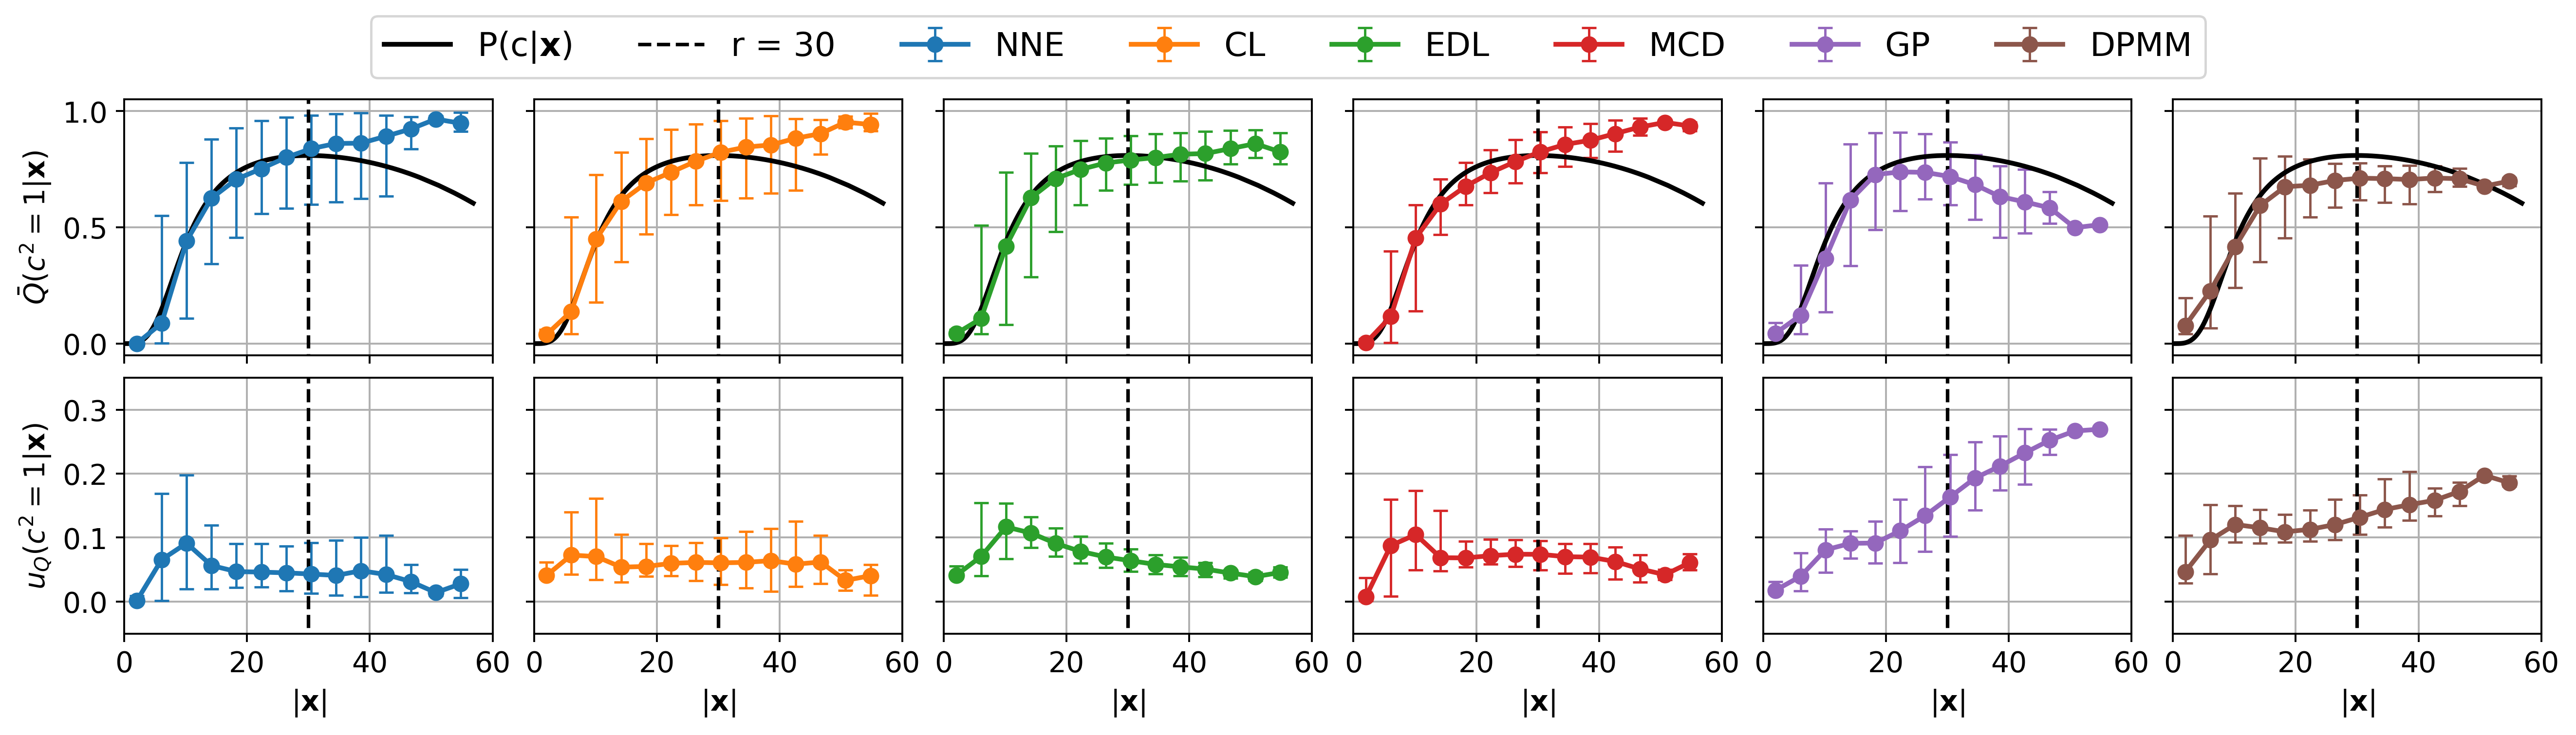 P(c|x) r = 30 NNE CL EDL MCD GP DPMM
1.0
0.5
0.0
Q̄(c² = 1|x)
0.3
0.2
0.1
0.0
u_Q(c² = 1|x)
0 20 40 60 0 20 40 60 0 20 40 60 0 20 40 60 0 20 40 60 0 20 40 60
|x| |x| |x| |x| |x| |x|